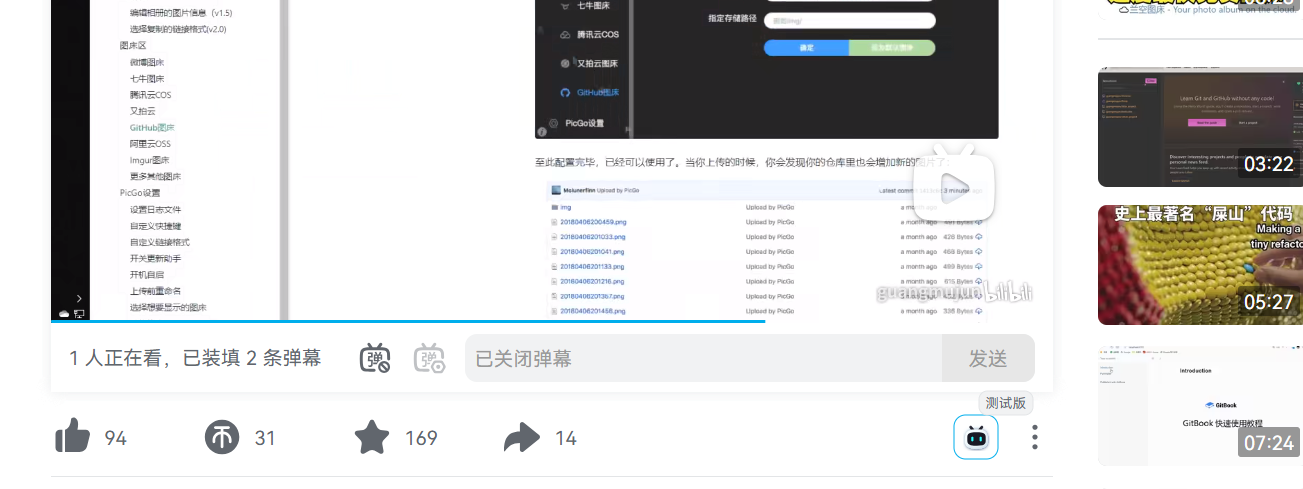 编辑相册的图片信息（v1.5）
选择复制的链接格式(v2.0)
图床区
微博图床
七牛图床
腾讯云COS
又拍云
GitHub图床
阿里云OSS
Imgur图床
更多其他图床
PicGo设置
设置日志文件
自定义快捷键
自定义链接格式
开关更新助手
开机自启
上传前重命名
选择想要显示的图床
七牛图床
腾讯云COS
又拍云图床
GitHub图床
PicGo设置
指定存储路径
确定
设为默认图床
至此配置完毕，已经可以使用了。当你上传的时候，你会发现你的仓库里也会增加新的图片了：
Molunerfinn Upload by PicGo
Latest commit
3 minutes ago
img Upload by PicGo a month ago
20180406200459.png Upload by PicGo a month ago
20180406201033.png Upload by PicGo a month ago 426 Bytes
20180406201041.png Upload by PicGo a month ago 468 Bytes
20180406201133.png Upload by PicGo a month ago 489 Bytes
20180406201216.png Upload by PicGo a month ago 615 Bytes
20180406201357.png Upload by PicGo a month ago
20180406201458.png Upload by PicGo a month ago 336 Bytes
guangmujun bilibili
1 人正在看，已装填 2 条弹幕
弹
弹
已关闭弹幕
发送
测试版
94
31
169
14
兰空图床 - Your photo album on the cloud.
Learn Git and GitHub without any code!
03:22
史上最著名“屎山”代码
Making a
tiny refacto
05:27
Introduction
GitBook
GitBook 快速使用教程
07:24